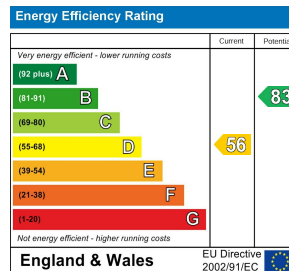 Energy Efficiency Rating
Current
Very energy efficient - lower running costs
(92 plus) A
(81-91) B
83
(69-80) C
(55-68) D
56
(39-54) E
(21-38) F
(1-20) G
Not energy efficient - higher running costs
England & Wales
EU Directive
2002/91/EC